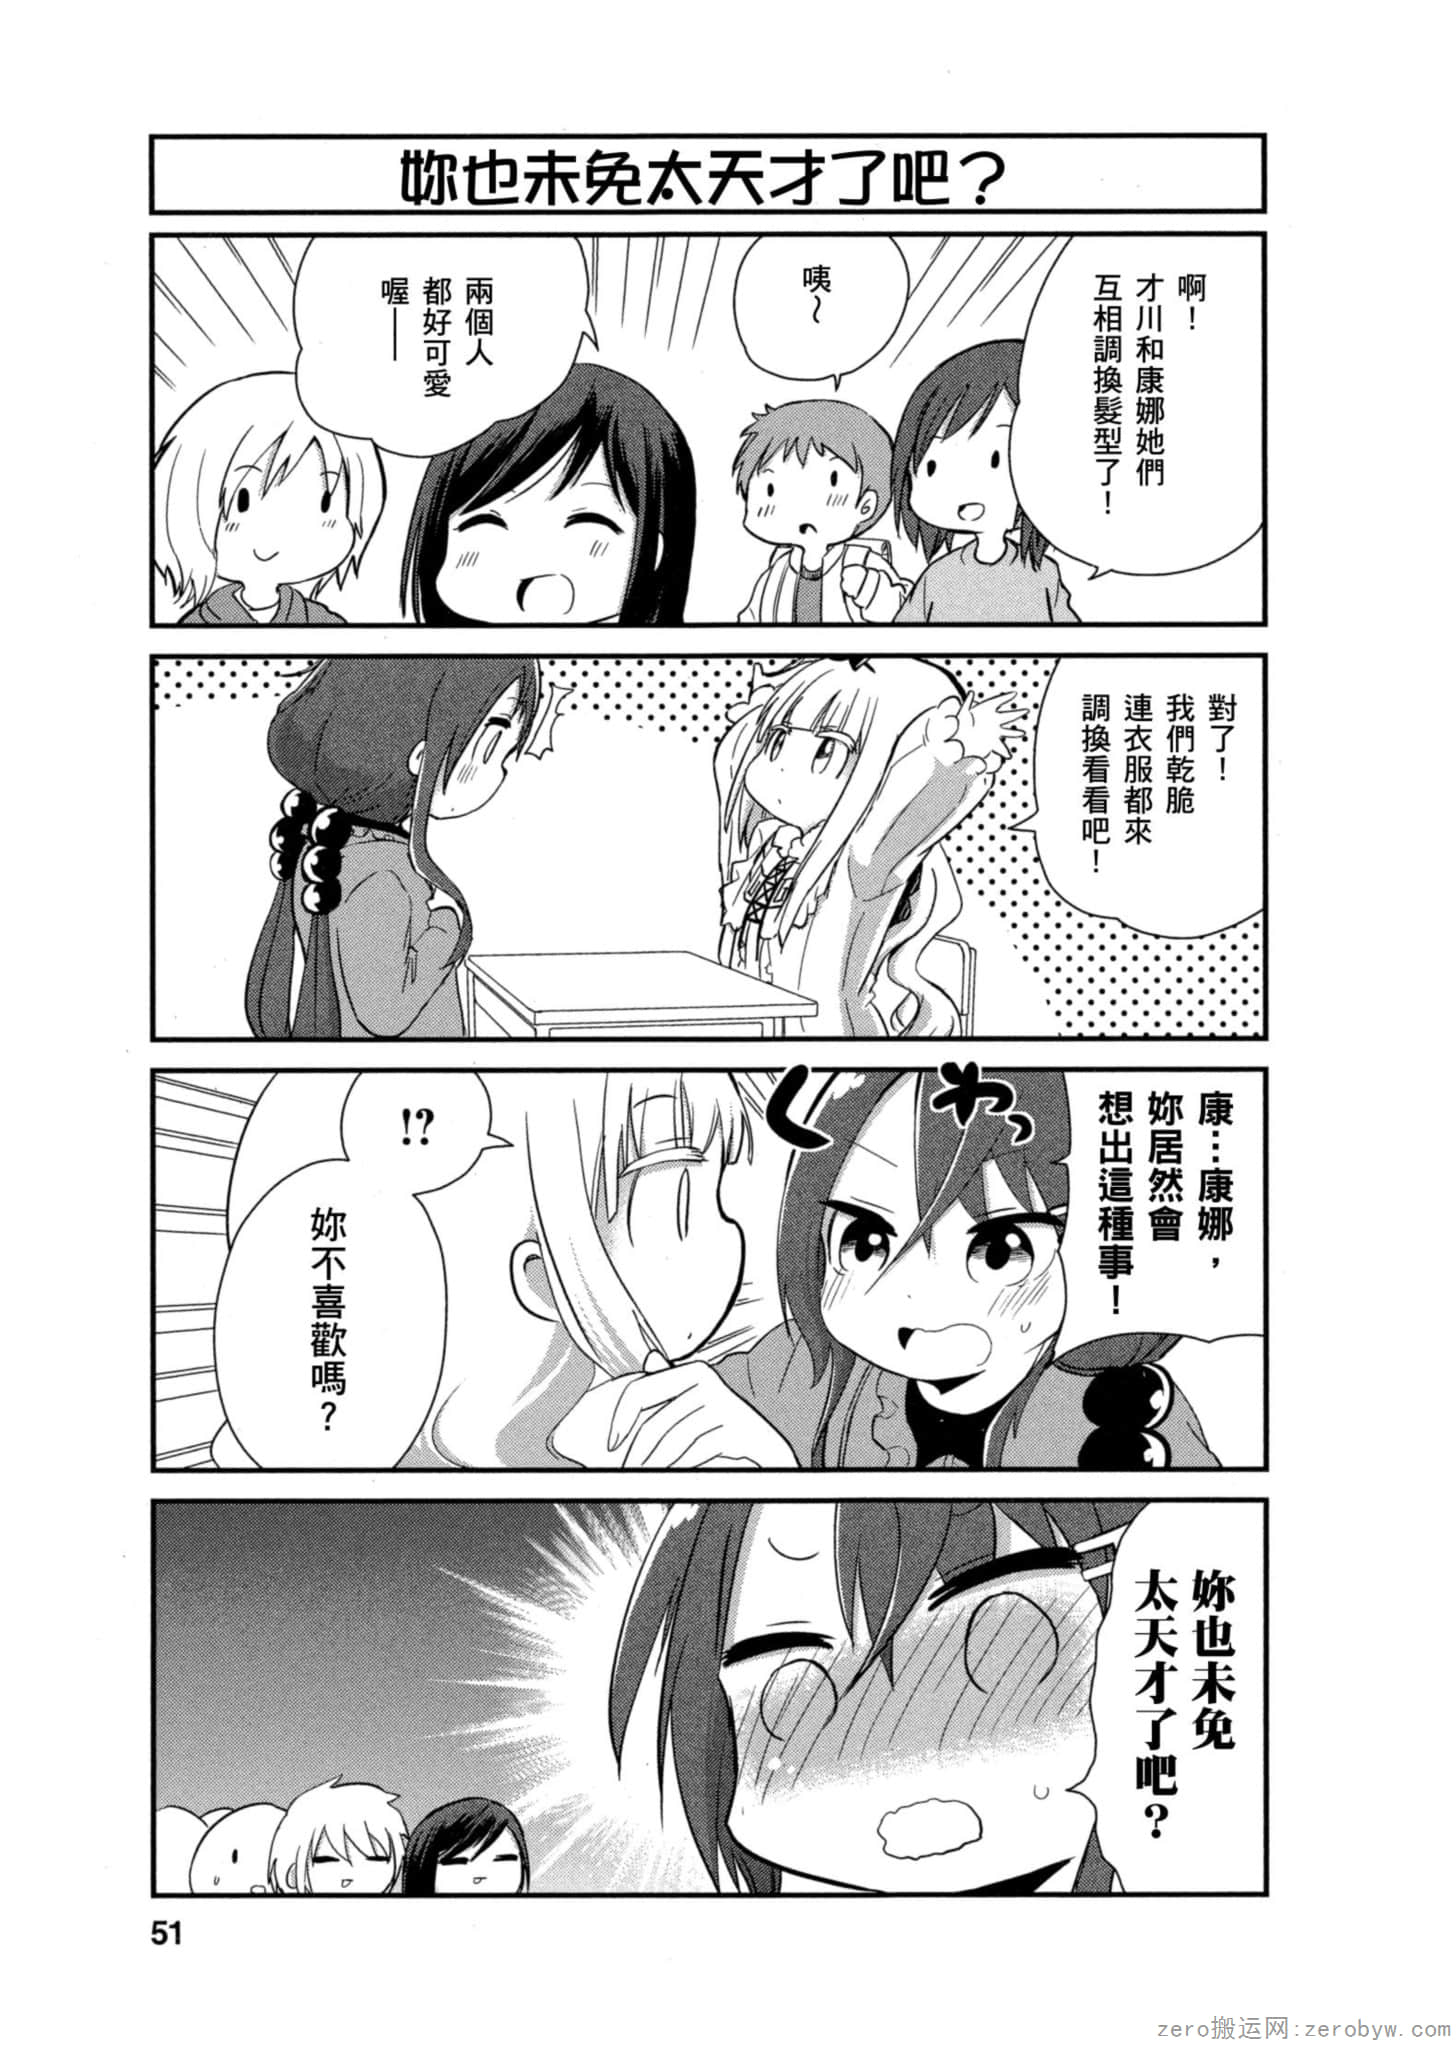 妳也未免太天才了吧？
啊！
才川和康娜她們
互相調換髮型了！
咦～
兩個人
都好可愛
喔——
對了！
我們乾脆
連衣服都來
調換看看吧！
康…康娜，
妳居然會
想出這種事！
くわっ
!?
妳不喜歡嗎？
妳也未免
太天才了吧？
51
zero搬运网:zerobyw.com